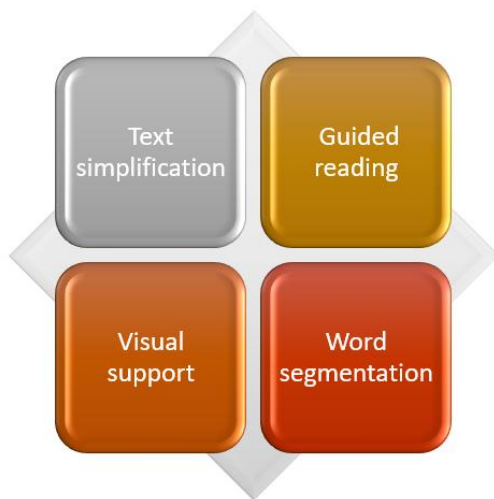 Text
simplification
Guided
reading
Visual
support
Word
segmentation